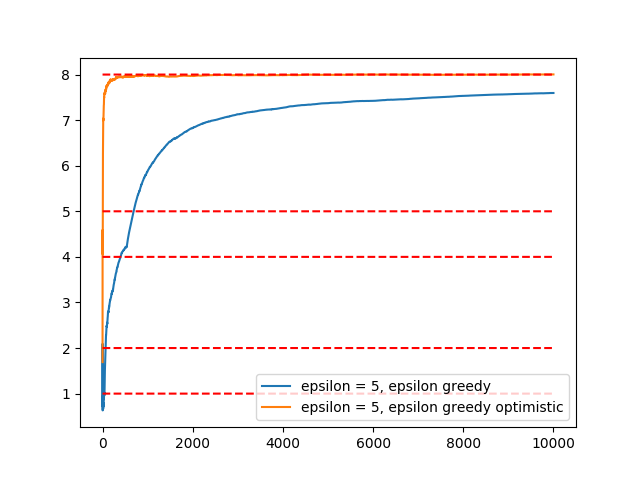 8
7
6
5
4
3
2
1
epsilon = 5, epsilon greedy
epsilon = 5, epsilon greedy optimistic
0 2000 4000 6000 8000 10000